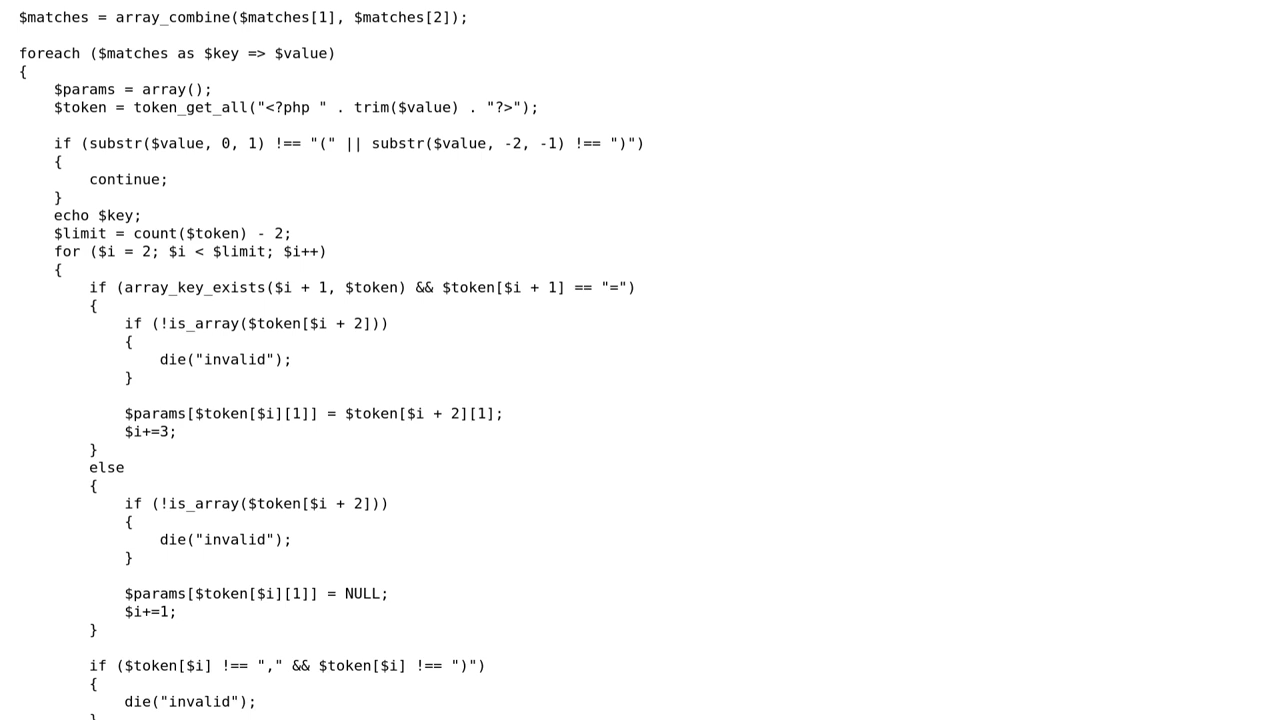 $matches = array_combine($matches[1], $matches[2]);
foreach ($matches as $key => $value)
{
    $params = array();
    $token = token_get_all("<?php " . trim($value) . "?>");
    if (substr($value, 0, 1) !== "(" || substr($value, -2, -1) !== ")")
    {
        continue;
    }
    echo $key;
    $limit = count($token) - 2;
    for ($i = 2; $i < $limit; $i++)
    {
        if (array_key_exists($i + 1, $token) && $token[$i + 1] == "=")
        {
            if (!is_array($token[$i + 2]))
            {
                die("invalid");
            }
            $params[$token[$i][1]] = $token[$i + 2][1];
            $i+=3;
        }
        else
        {
            if (!is_array($token[$i + 2]))
            {
                die("invalid");
            }
            $params[$token[$i][1]] = NULL;
            $i+=1;
        }
        if ($token[$i] !== "," && $token[$i] !== ")")
        {
            die("invalid");
        }